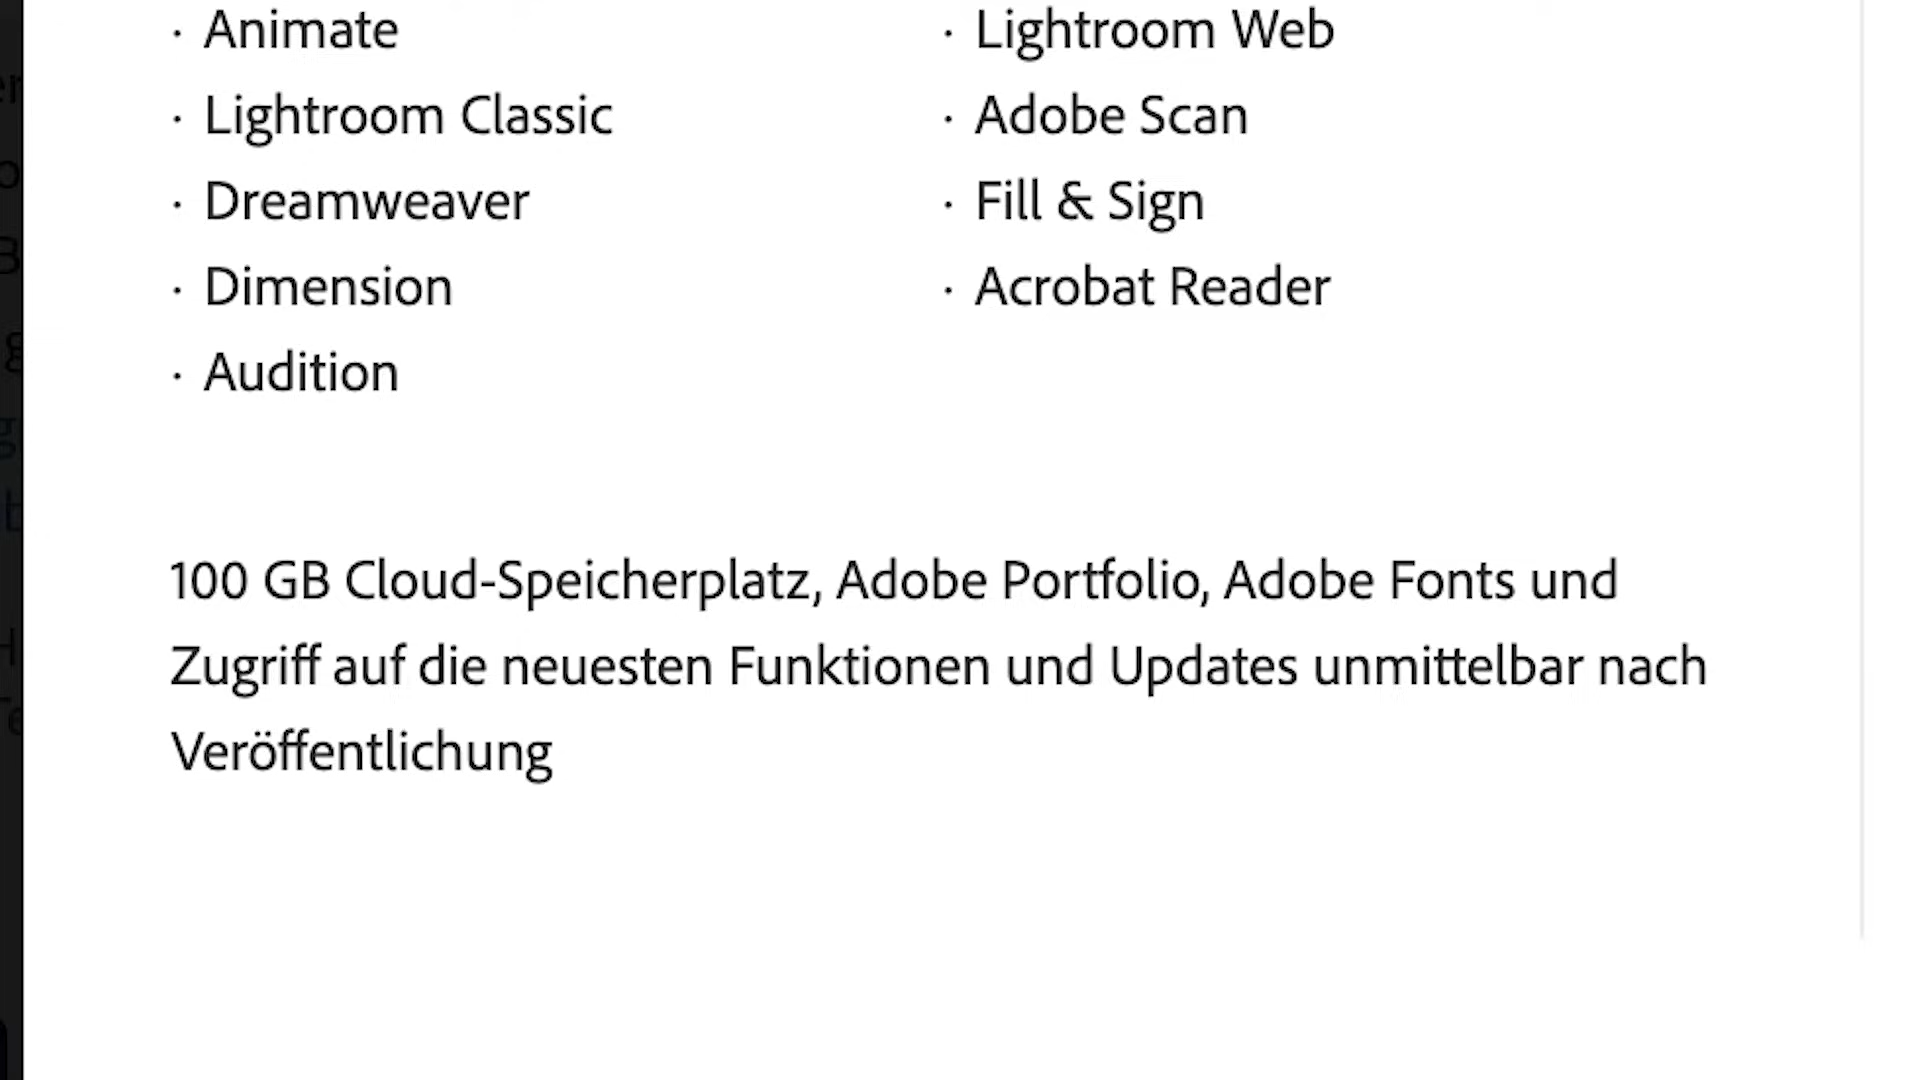 · Animate
· Lightroom Classic
· Dreamweaver
· Dimension
· Audition
· Lightroom Web
· Adobe Scan
· Fill & Sign
· Acrobat Reader
100 GB Cloud-Speicherplatz, Adobe Portfolio, Adobe Fonts und
Zugriff auf die neuesten Funktionen und Updates unmittelbar nach
Veröffentlichung